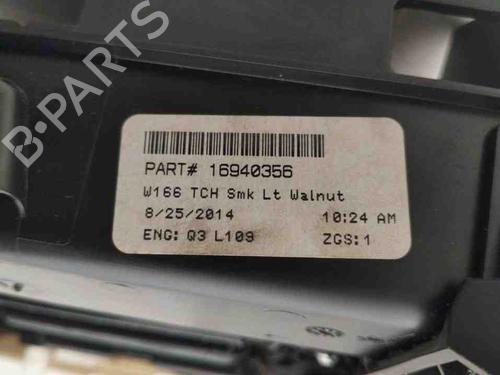 B-PARTS
PART# 16940356
W166 TCH Smk Lt Walnut
8/25/2014 10:24 AM
ENG: Q3 L109 ZGS:1